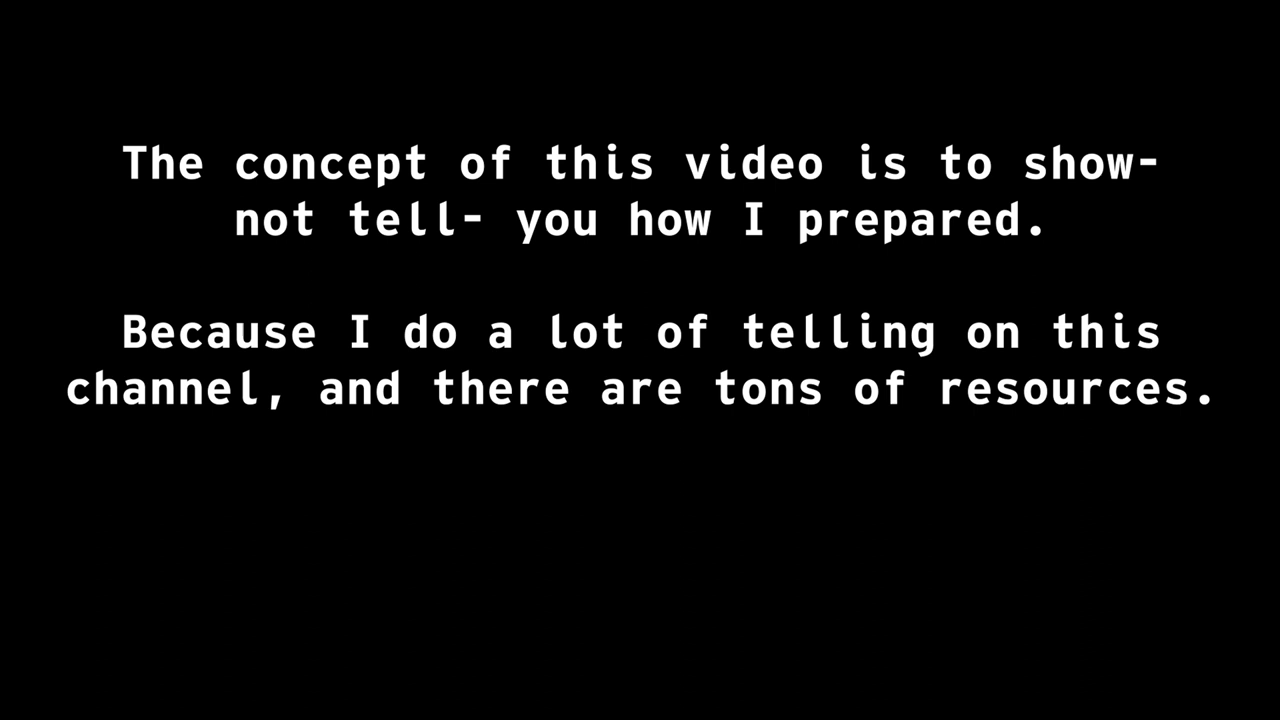 The concept of this video is to show-
not tell- you how I prepared.
Because I do a lot of telling on this
channel, and there are tons of resources.